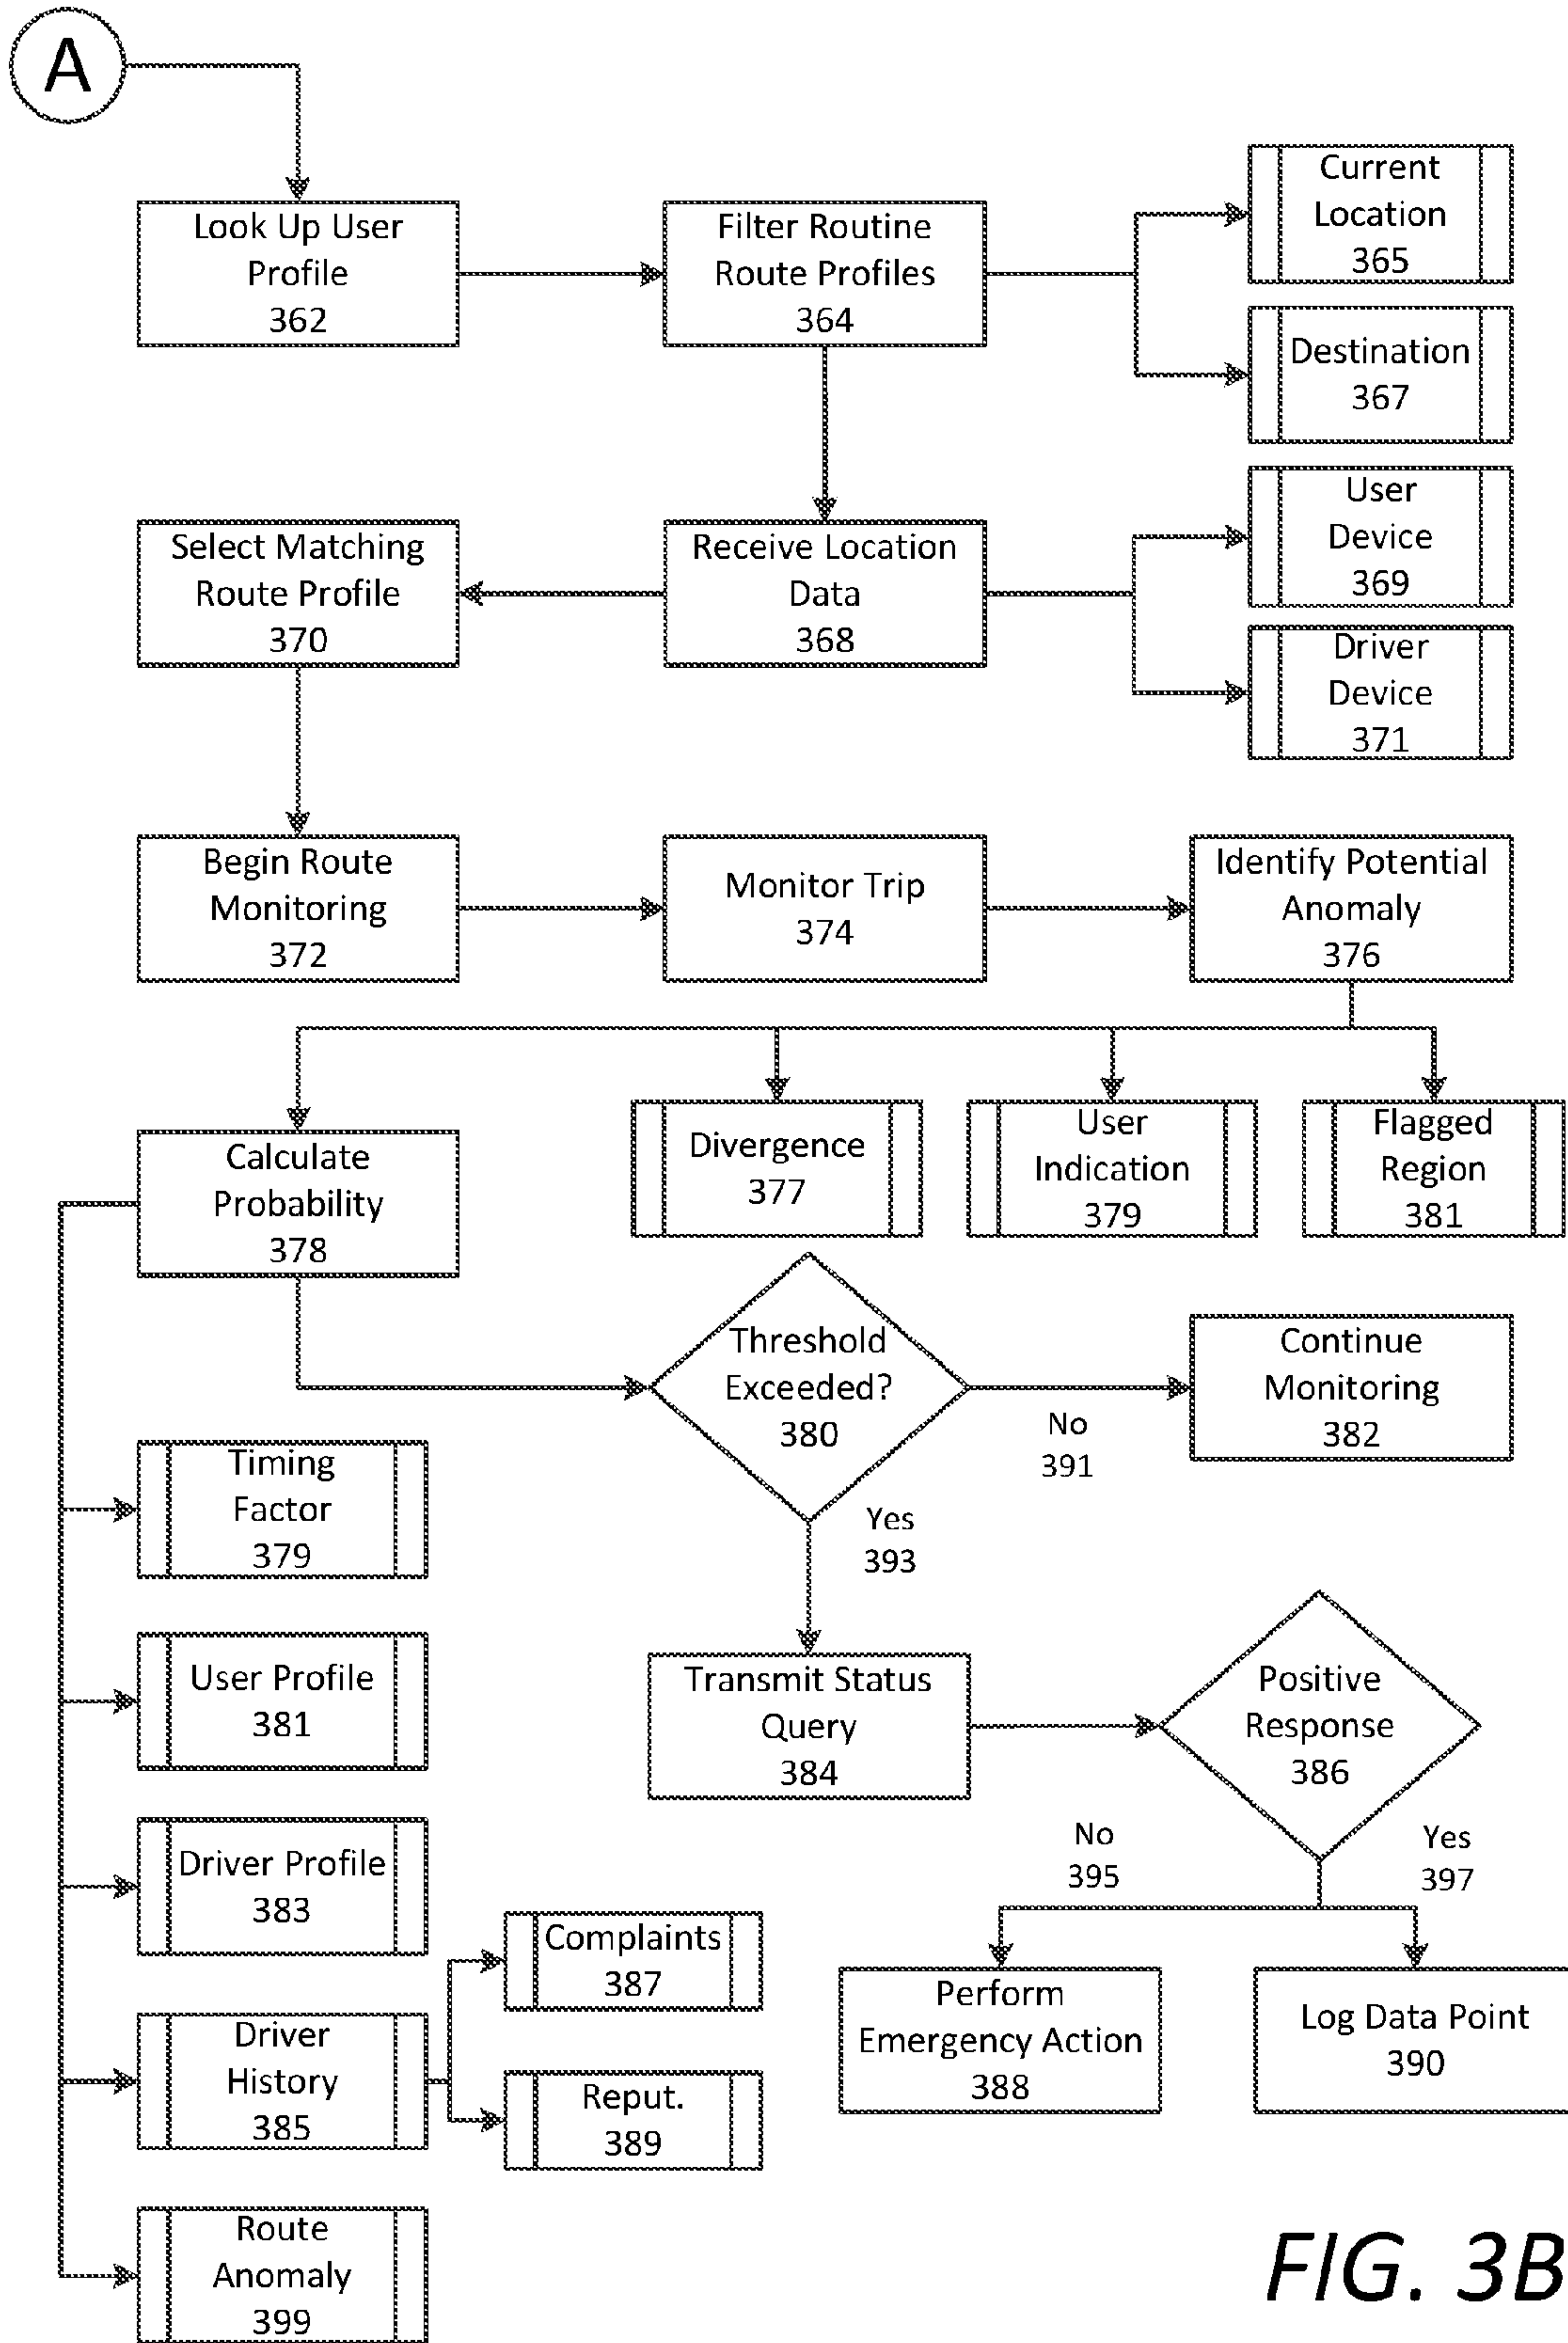 A
Look Up User
Profile
362
Filter Routine
Route Profiles
364
Current
Location
365
Destination
367
Select Matching
Route Profile
370
Receive Location
Data
368
User
Device
369
Driver
Device
371
Begin Route
Monitoring
372
Monitor Trip
374
Identify Potential
Anomaly
376
Calculate
Probability
378
Divergence
377
User
Indication
379
Flagged
Region
381
Threshold
Exceeded?
380
No
391
Continue
Monitoring
382
Yes
393
Timing
Factor
379
User Profile
381
Driver Profile
383
Driver
History
385
Route
Anomaly
399
Complaints
387
Reput.
389
Transmit Status
Query
384
Positive
Response
386
No
395
Yes
397
Perform
Emergency Action
388
Log Data Point
390
FIG. 3B